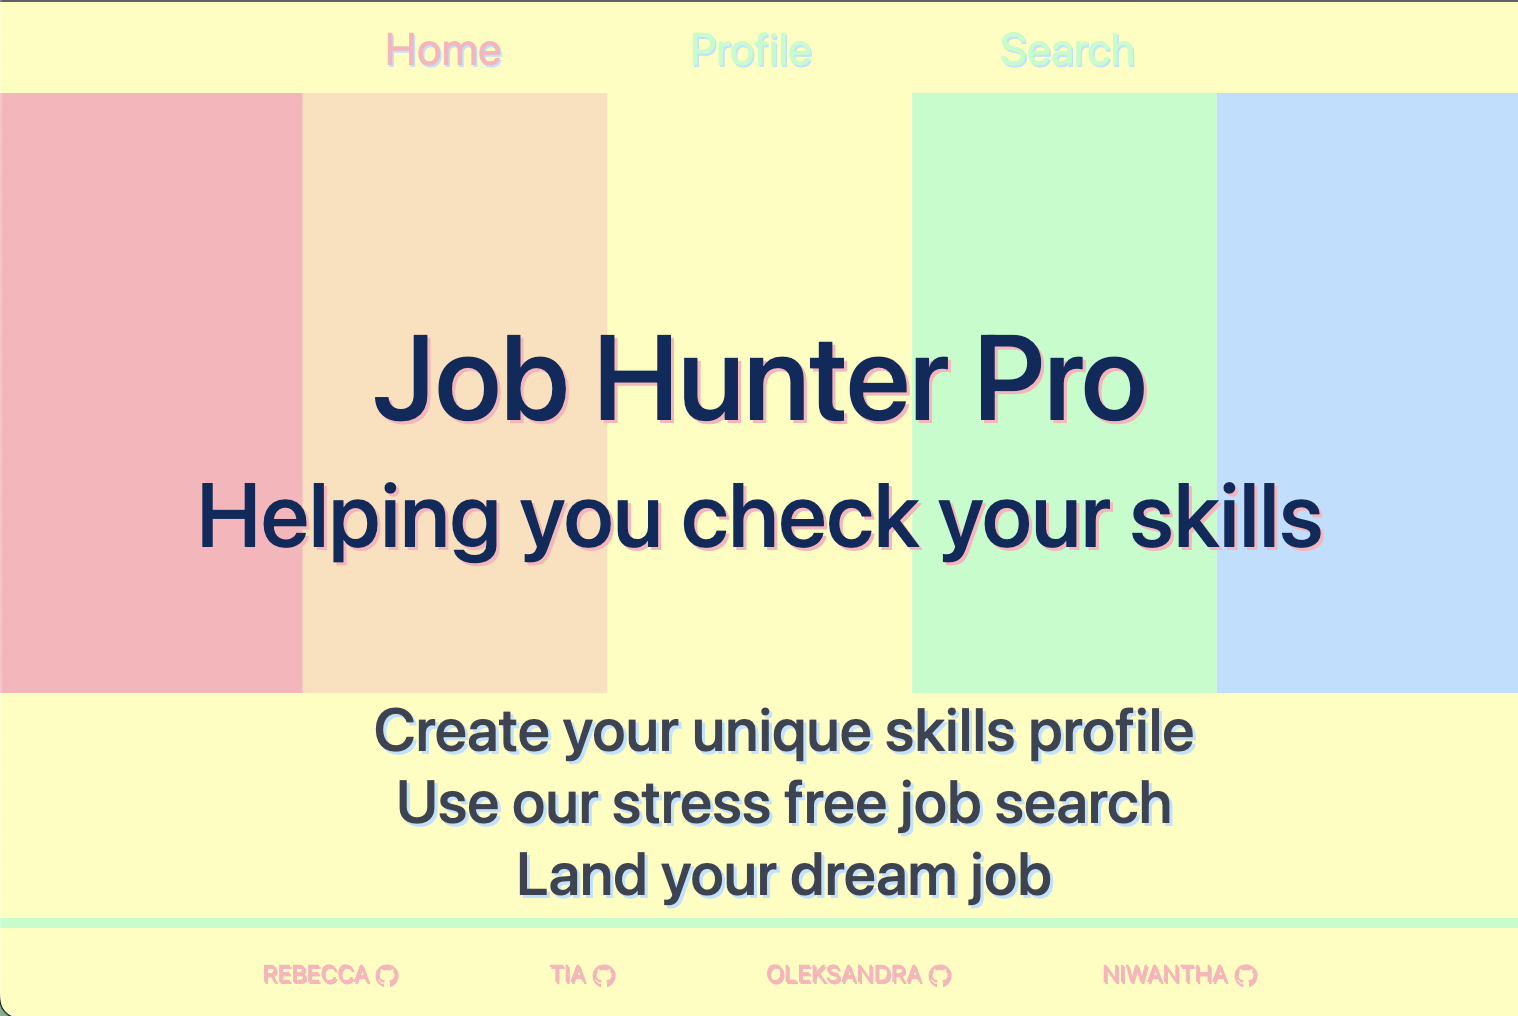 Home Profile Search
Job Hunter Pro
Helping you check your skills
Create your unique skills profile
Use our stress free job search
Land your dream job
REBECCA TIA OLEKSANDRA NIWANTHA